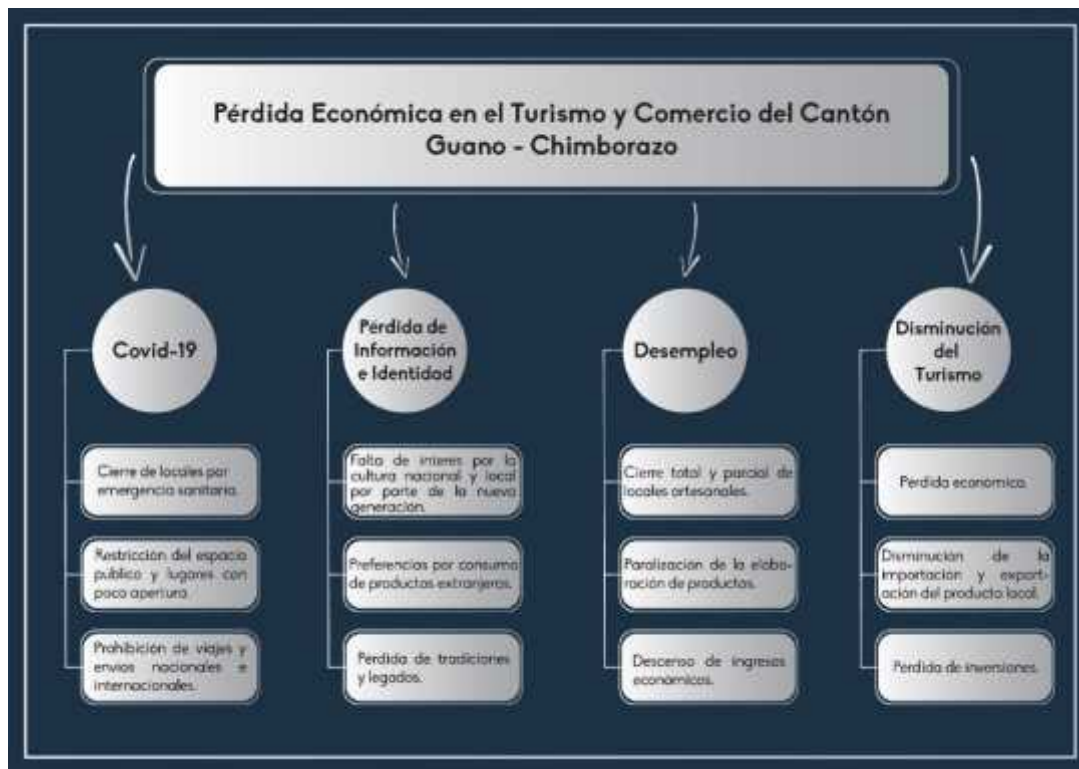 Pérdida Económica en el Turismo y Comercio del Cantón
Guano - Chimborazo
Covid-19
Cierre de locales por
emergencia sanitaria.
Restricción del espacio
público y lugares con
poca apertura.
Prohibición de viajes y
envios nacionales e
internacionales.
Pérdida de
Información
e Identidad
Falta de interes por la
cultura nacional y local
por parte de la nueva
generación.
Preferencias por consumo
de productos extranjeros.
Perdida de tradiciones
y legados.
Desempleo
Cierre total y parcial de
locales artesanales.
Paralización de la elabo-
ración de productos.
Descenso de ingresos
económicos.
Disminución
del
Turismo
Perdida economica.
Disminución de la
importación y export-
ación del producto local.
Perdida de inversiones.